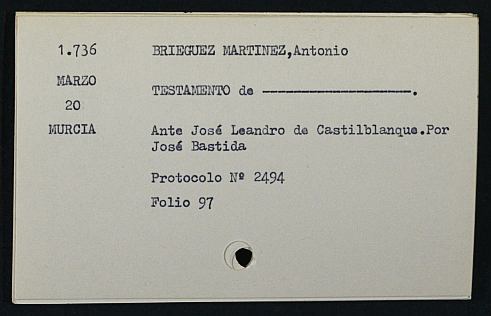 1.736 BRIEGUEZ MARTINEZ,Antonio
MARZO
TESTAMENTO de --------------------.
20
MURCIA Ante José Leandro de Castilblanque.Por
José Bastida
Protocolo Nº 2494
Folio 97